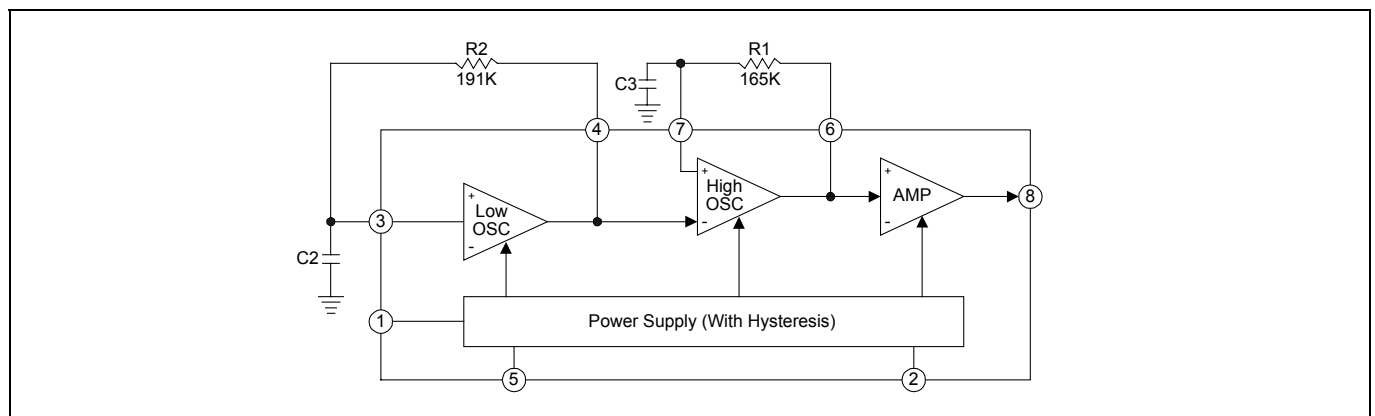 R2
191K
R1
165K
C3
4
7
6
+
High
OSC
-
+
AMP
-
8
+
Low
OSC
-
3
C2
1
Power Supply (With Hysteresis)
5
2